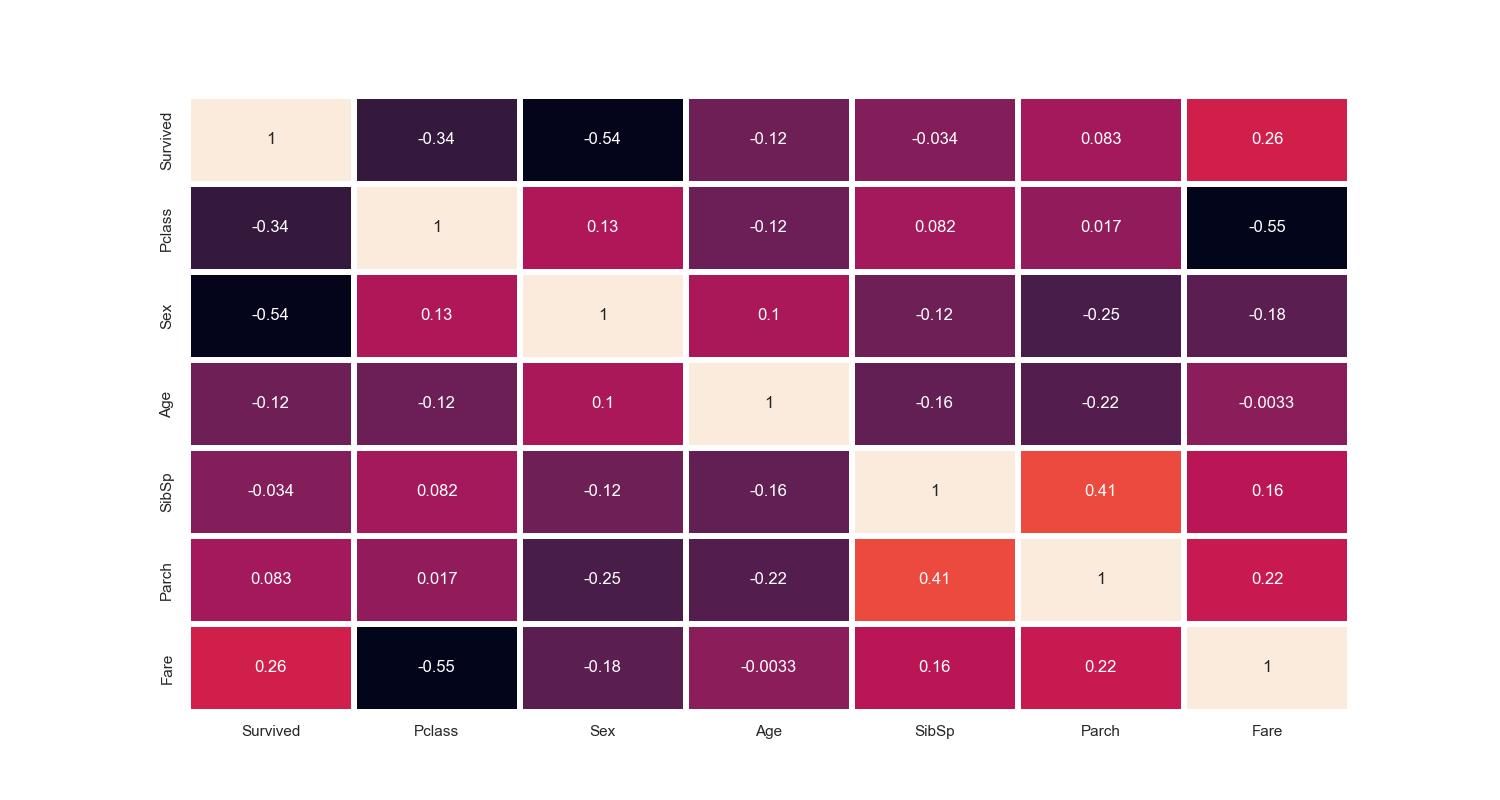 Survived 1 -0.34 -0.54 -0.12 -0.034 0.083 0.26
Pclass -0.34 1 0.13 -0.12 0.082 0.017 -0.55
Sex -0.54 0.13 1 0.1 -0.12 -0.25 -0.18
Age -0.12 -0.12 0.1 1 -0.16 -0.22 -0.0033
SibSp -0.034 0.082 -0.12 -0.16 1 0.41 0.16
Parch 0.083 0.017 -0.25 -0.22 0.41 1 0.22
Fare 0.26 -0.55 -0.18 -0.0033 0.16 0.22 1
Survived Pclass Sex Age SibSp Parch Fare